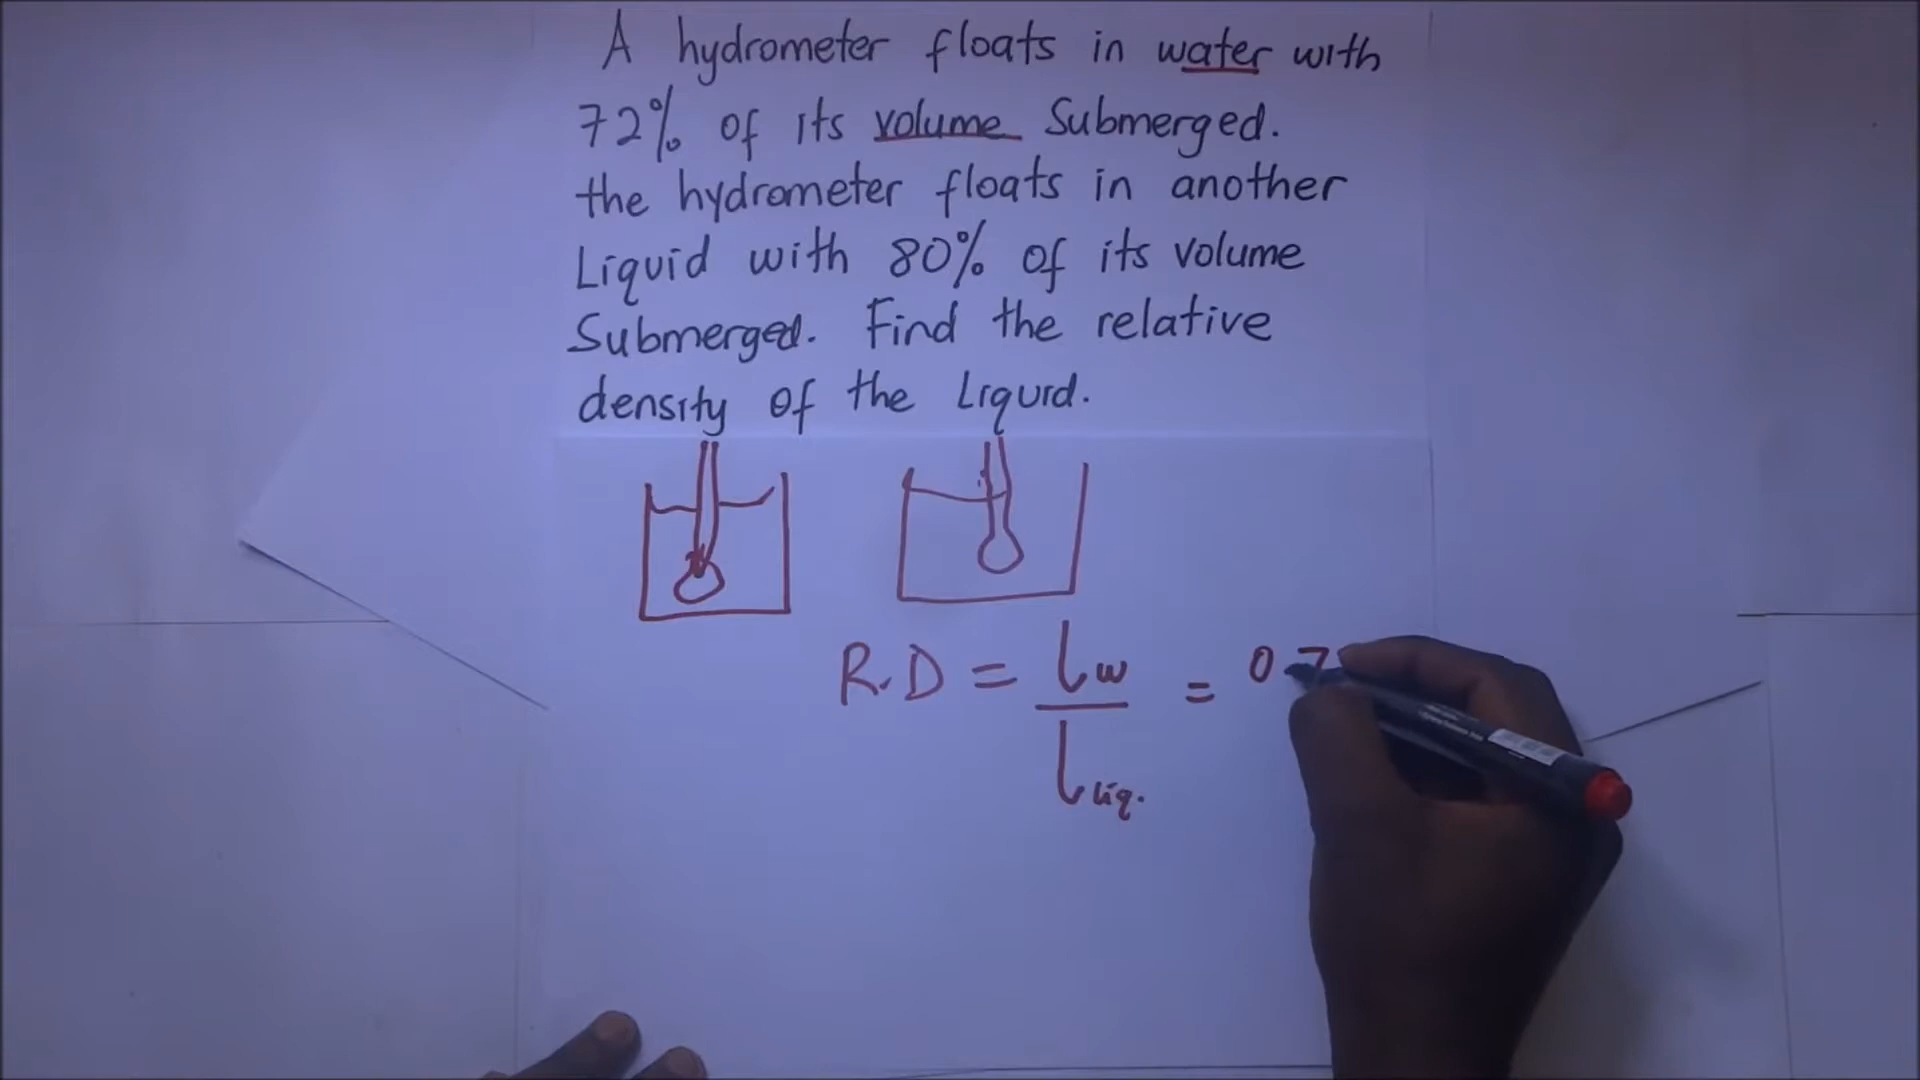 A hydrometer floats in water with
72% of its volume Submerged.
the hydrometer floats in another
Liquid with 80% of its volume
Submerged. Find the relative
density of the Liquid.
R.D = lw / lliq. = 0.7